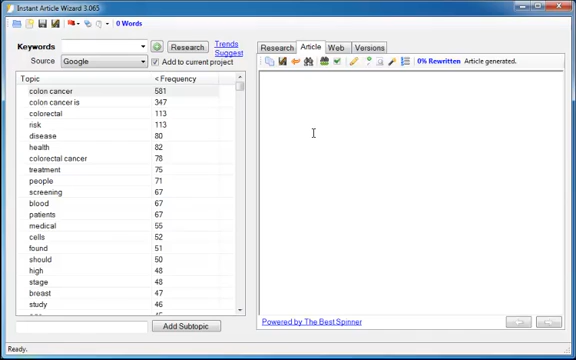 Instant Article Wizard 3.065
0 Words
Keywords
Research
Trends
Suggest
Source
Google
Add to current project
Topic
< Frequency
colon cancer 581
colon cancer is 347
colorectal 113
risk 113
disease 80
health 82
colorectal cancer 78
treatment 75
people 71
screening 67
blood 67
patients 67
medical 55
cells 52
found 51
should 50
high 48
stage 48
breast 47
study 46
Add Subtopic
Research Article Web Versions
0% Rewritten Article generated.
Powered by The Best Spinner
Ready.